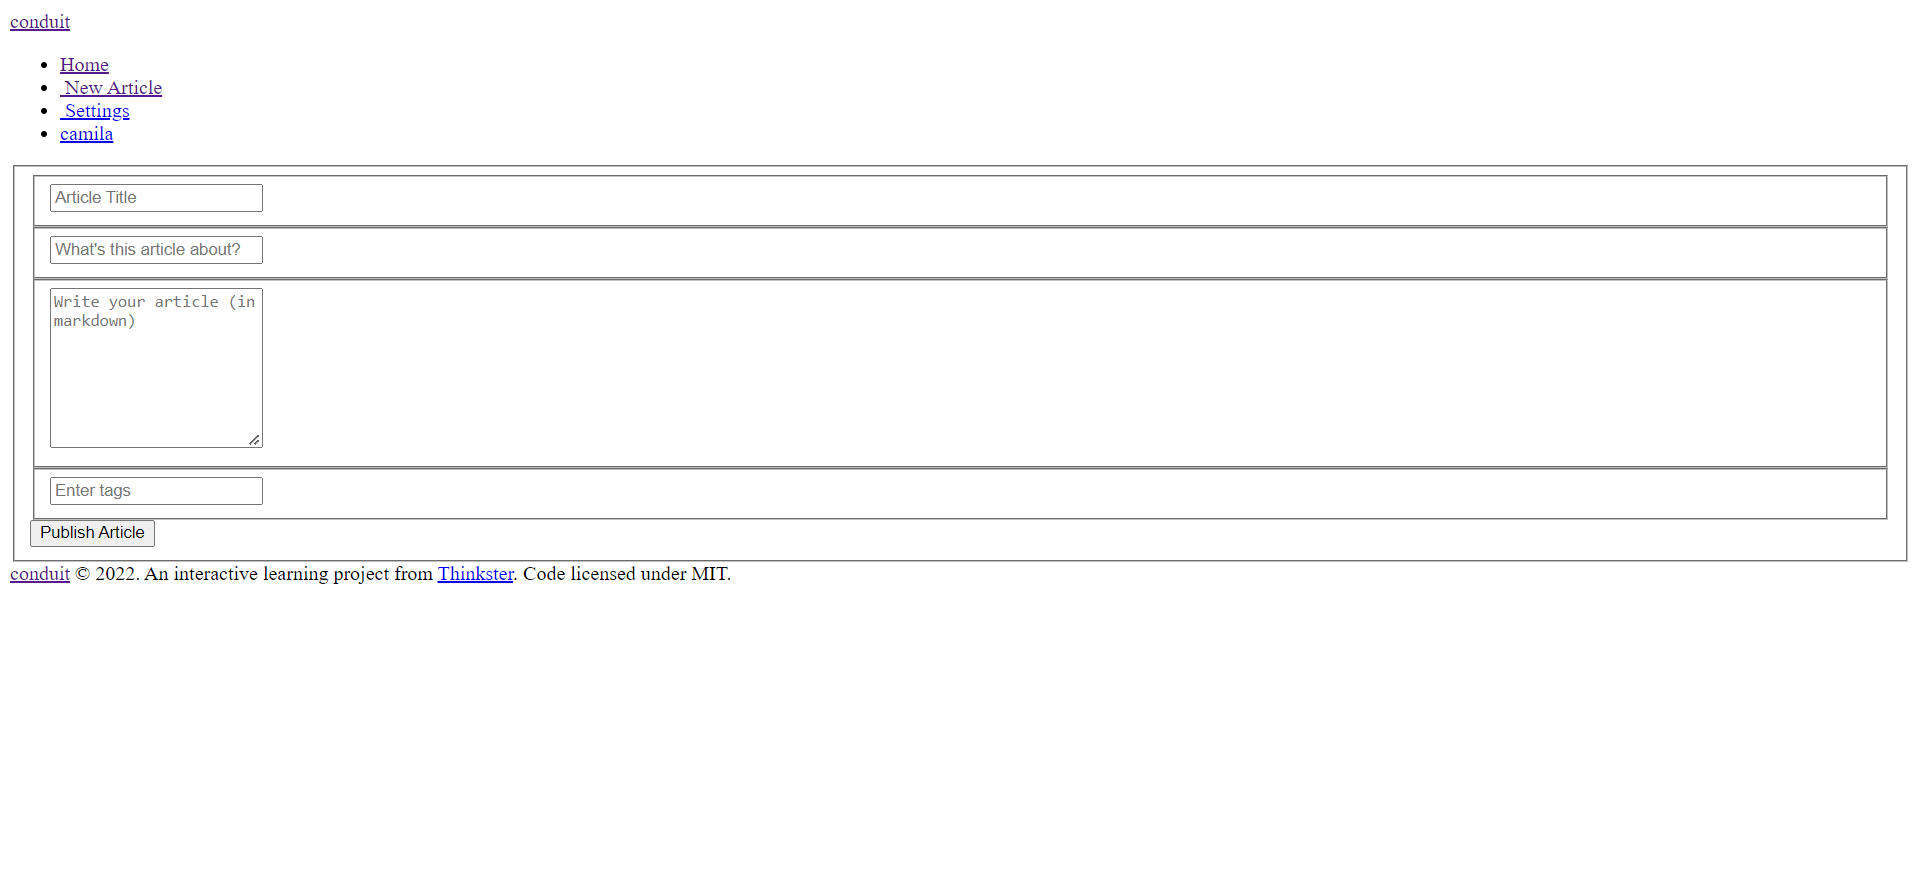 conduit
Home
New Article
Settings
camila
Article Title
What's this article about?
Write your article (in
markdown)
Enter tags
Publish Article
conduit © 2022. An interactive learning project from Thinkster. Code licensed under MIT.